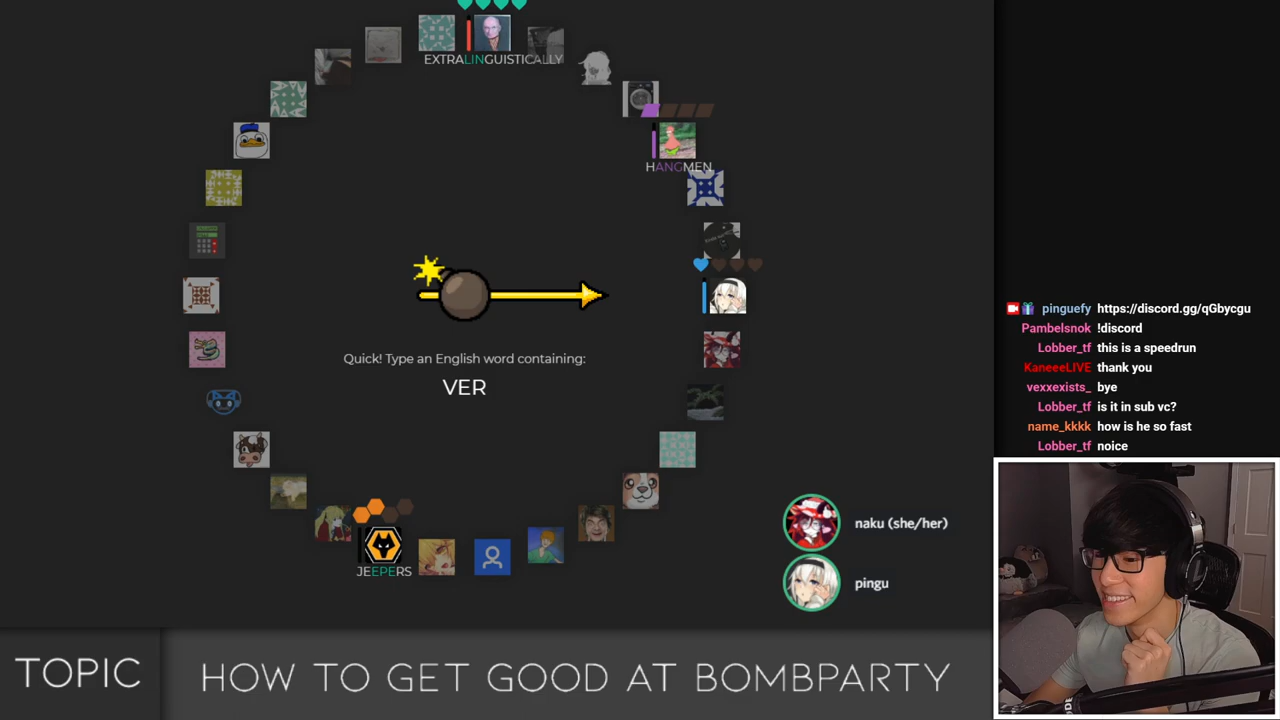 EXTRALINGUISTICALLY
HANGMEN
Quick! Type an English word containing:
VER
JEEPERS
naku (she/her)
pingu
pinguefy https://discord.gg/qGbycgu
Pambelsnok !discord
Lobber_tf this is a speedrun
KaneeeLIVE thank you
vexxexists_ bye
Lobber_tf is it in sub vc?
name_kkkk how is he so fast
Lobber_tf noice
TOPIC
HOW TO GET GOOD AT BOMBPARTY